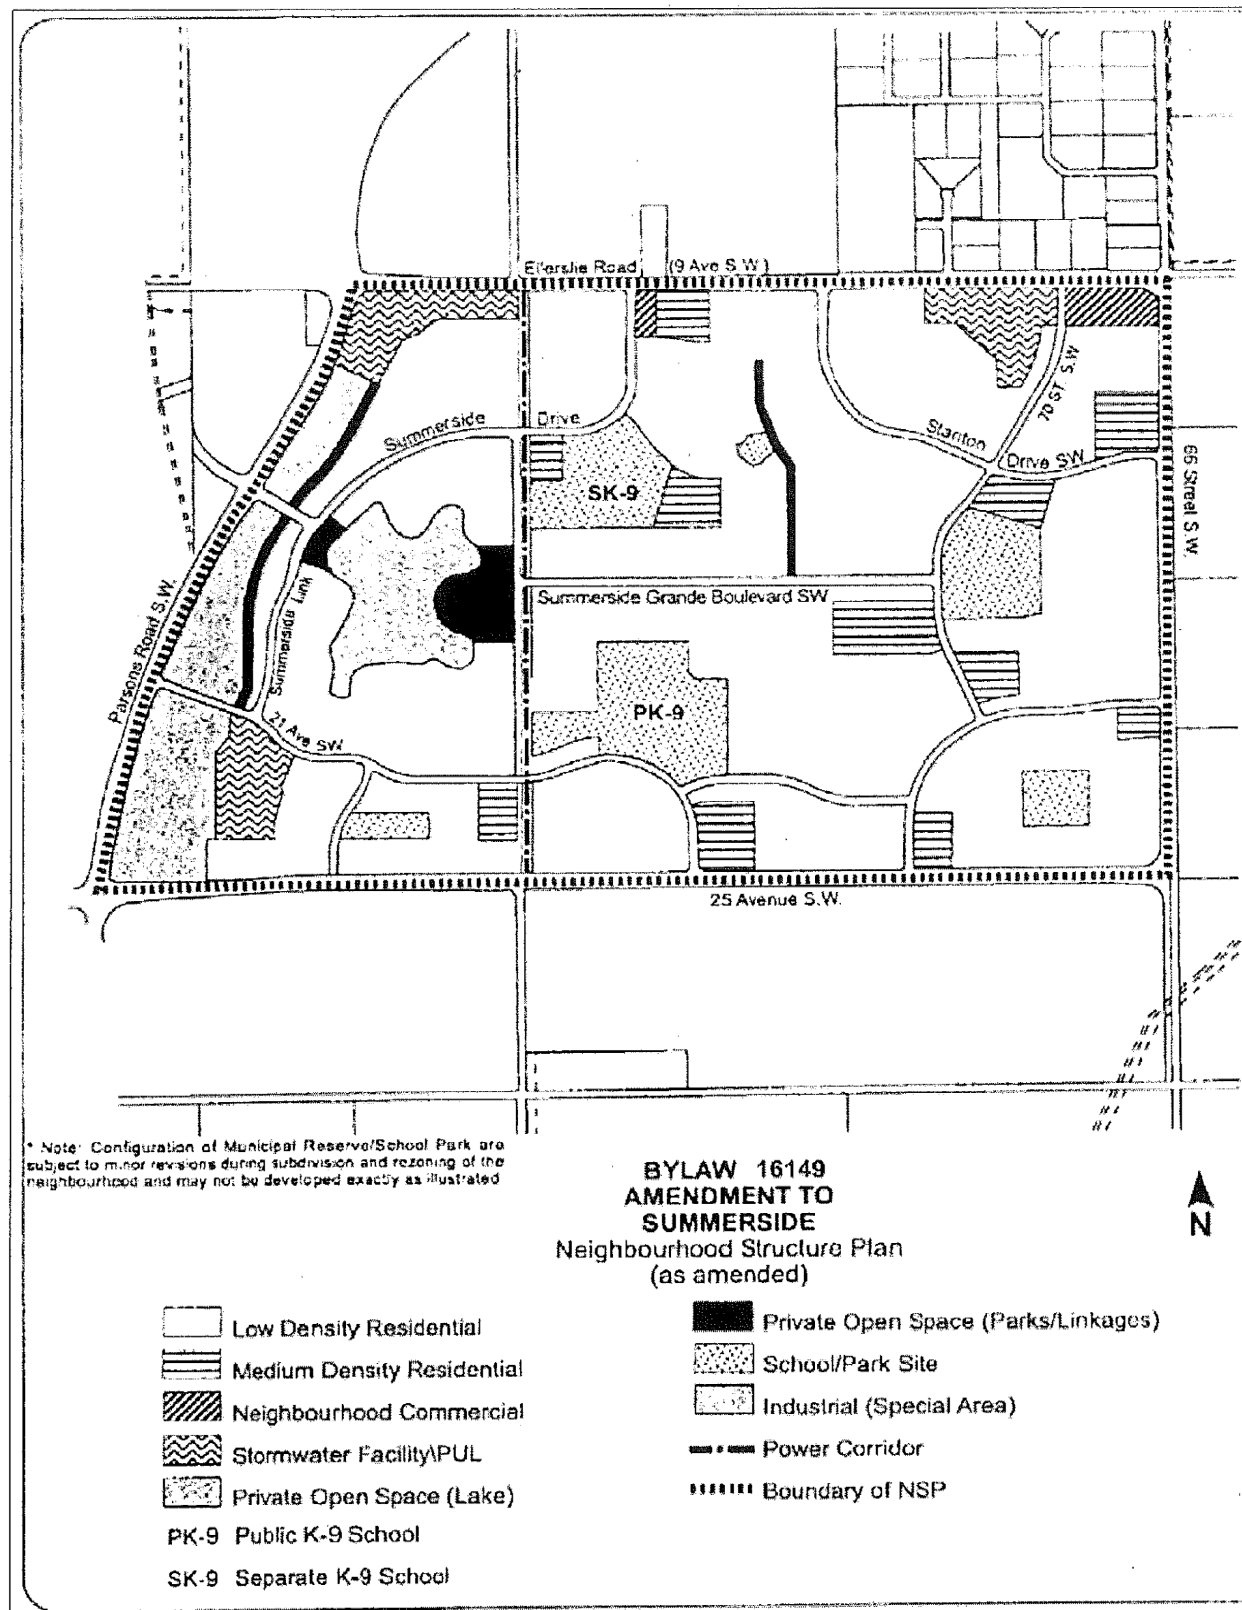 Ellerslie Road (9 Ave S.W.)
Summerside Drive
Stanton Drive SW
70 ST. S.W
66 Street S.W.
SK-9
Summerside Grande Boulevard SW
Summerside Link
Parsons Road S.W.
PK-9
21 Ave SW
25 Avenue S.W.
* Note: Configuration of Municipal Reserve/School Park are
subject to minor revisions during subdivision and rezoning of the
neighbourhood and may not be developed exactly as illustrated
BYLAW 16149
AMENDMENT TO
SUMMERSIDE
Neighbourhood Structure Plan
(as amended)
N
Low Density Residential
Medium Density Residential
Neighbourhood Commercial
Stormwater Facility\PUL
Private Open Space (Lake)
PK-9 Public K-9 School
SK-9 Separate K-9 School
Private Open Space (Parks/Linkages)
School/Park Site
Industrial (Special Area)
Power Corridor
Boundary of NSP